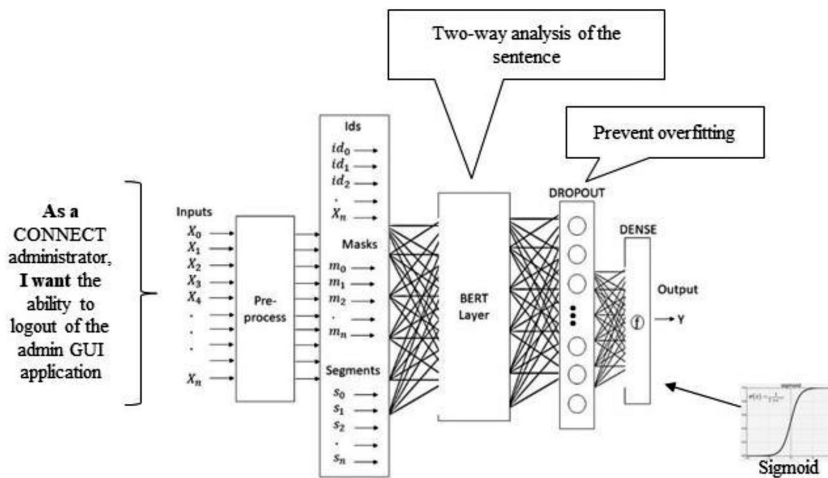 Two-way analysis of the
sentence
Prevent overfitting
As a
CONNECT
administrator,
I want the
ability to
logout of the
admin GUI
application
Inputs
X₀
X₁
X₂
X₃
X₄
.
.
.
Xₙ
Pre-
process
Ids
id₀
id₁
id₂
.
Xₙ
Masks
m₀
m₁
m₂
.
mₙ
Segments
s₀
s₁
s₂
.
sₙ
BERT
Layer
DROPOUT
DENSE
f
Output
Y
sigmoid
Sigmoid